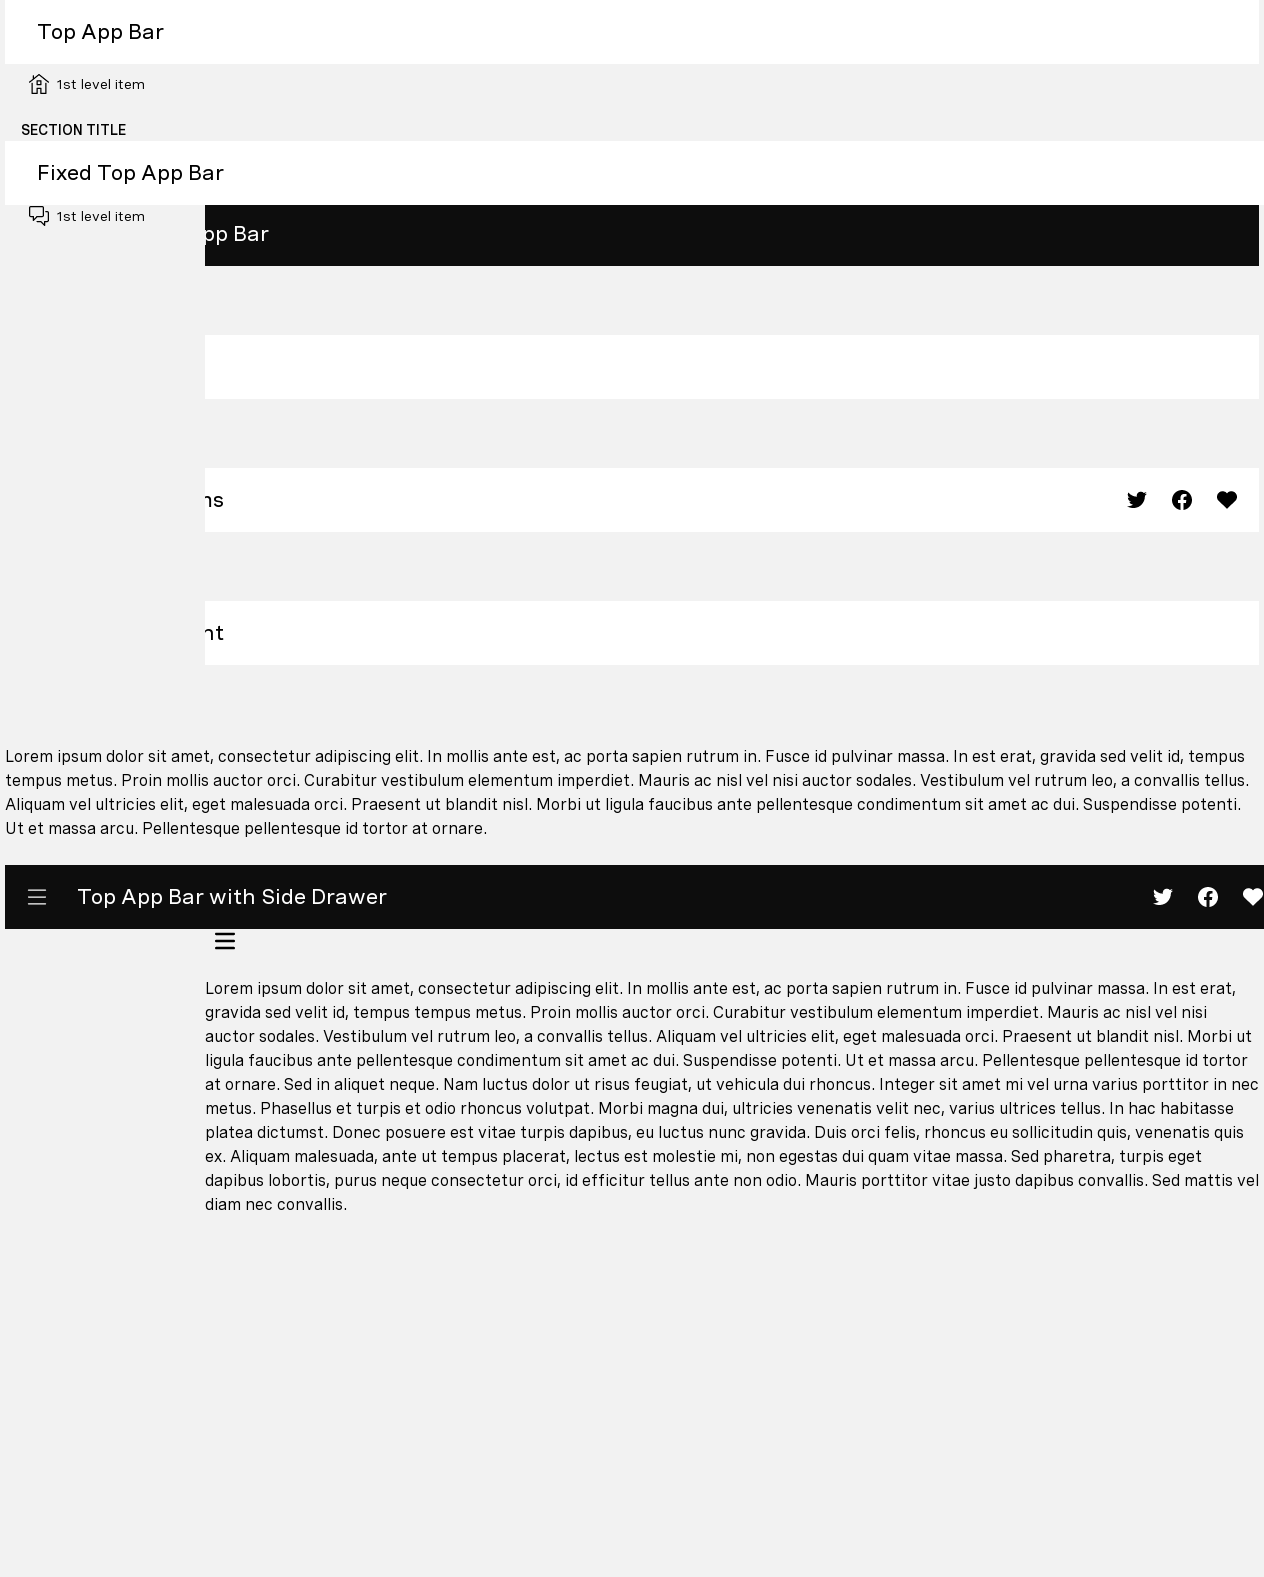 Top App Bar
1st level item
SECTION TITLE
Fixed Top App Bar
1st level item
pp Bar
ns
nt
Lorem ipsum dolor sit amet, consectetur adipiscing elit. In mollis ante est, ac porta sapien rutrum in. Fusce id pulvinar massa. In est erat, gravida sed velit id, tempus
tempus metus. Proin mollis auctor orci. Curabitur vestibulum elementum imperdiet. Mauris ac nisl vel nisi auctor sodales. Vestibulum vel rutrum leo, a convallis tellus.
Aliquam vel ultricies elit, eget malesuada orci. Praesent ut blandit nisl. Morbi ut ligula faucibus ante pellentesque condimentum sit amet ac dui. Suspendisse potenti.
Ut et massa arcu. Pellentesque pellentesque id tortor at ornare.
Top App Bar with Side Drawer
Lorem ipsum dolor sit amet, consectetur adipiscing elit. In mollis ante est, ac porta sapien rutrum in. Fusce id pulvinar massa. In est erat,
gravida sed velit id, tempus tempus metus. Proin mollis auctor orci. Curabitur vestibulum elementum imperdiet. Mauris ac nisl vel nisi
auctor sodales. Vestibulum vel rutrum leo, a convallis tellus. Aliquam vel ultricies elit, eget malesuada orci. Praesent ut blandit nisl. Morbi ut
ligula faucibus ante pellentesque condimentum sit amet ac dui. Suspendisse potenti. Ut et massa arcu. Pellentesque pellentesque id tortor
at ornare. Sed in aliquet neque. Nam luctus dolor ut risus feugiat, ut vehicula dui rhoncus. Integer sit amet mi vel urna varius porttitor in nec
metus. Phasellus et turpis et odio rhoncus volutpat. Morbi magna dui, ultricies venenatis velit nec, varius ultrices tellus. In hac habitasse
platea dictumst. Donec posuere est vitae turpis dapibus, eu luctus nunc gravida. Duis orci felis, rhoncus eu sollicitudin quis, venenatis quis
ex. Aliquam malesuada, ante ut tempus placerat, lectus est molestie mi, non egestas dui quam vitae massa. Sed pharetra, turpis eget
dapibus lobortis, purus neque consectetur orci, id efficitur tellus ante non odio. Mauris porttitor vitae justo dapibus convallis. Sed mattis vel
diam nec convallis.